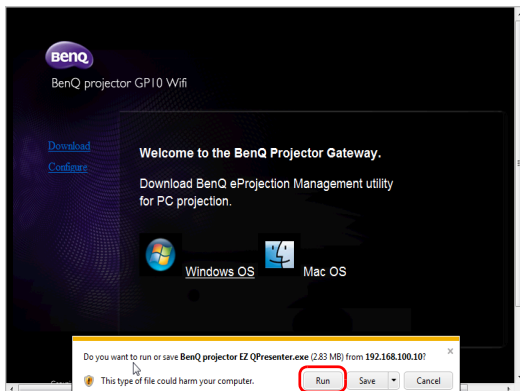 BenQ
BenQ projector GP10 Wifi
Download
Configure
Welcome to the BenQ Projector Gateway.
Download BenQ eProjection Management utility
for PC projection.
Windows OS
Mac OS
Do you want to run or save BenQ projector EZ QPresenter.exe (2.83 MB) from 192.168.100.10?
This type of file could harm your computer.
Run
Save
Cancel